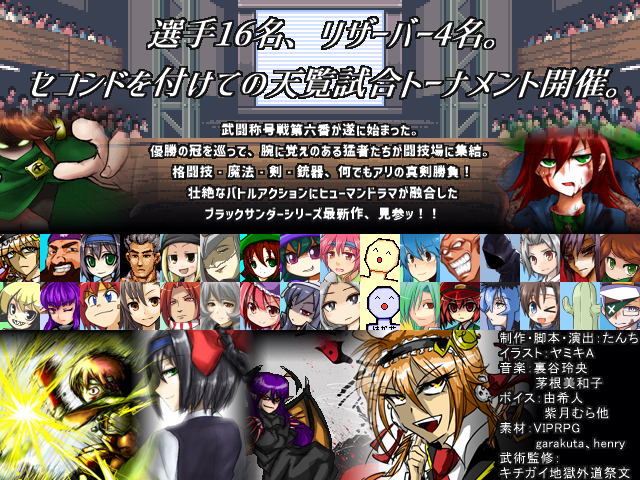 選手16名、リザーバー4名。
セコンドを付けての天覧試合トーナメント開催。
武闘称号戦第六番が遂に始まった。
優勝の冠を巡って、腕に覚えのある猛者たちが闘技場に集結。
格闘技・魔法・剣・銃器、何でもアリの真剣勝負！
壮絶なバトルアクションにヒューマンドラマが融合した
ブラックサンダーシリーズ最新作、見参ッ！！
はかせ
制作・脚本・演出：たんち
イラスト：ヤミキA
音楽：裏谷玲央
茅根美和子
ボイス：由希人
紫月むら他
素材：VIPRPG
garakuta、henry
武術監修：
キチガイ地獄外道祭文